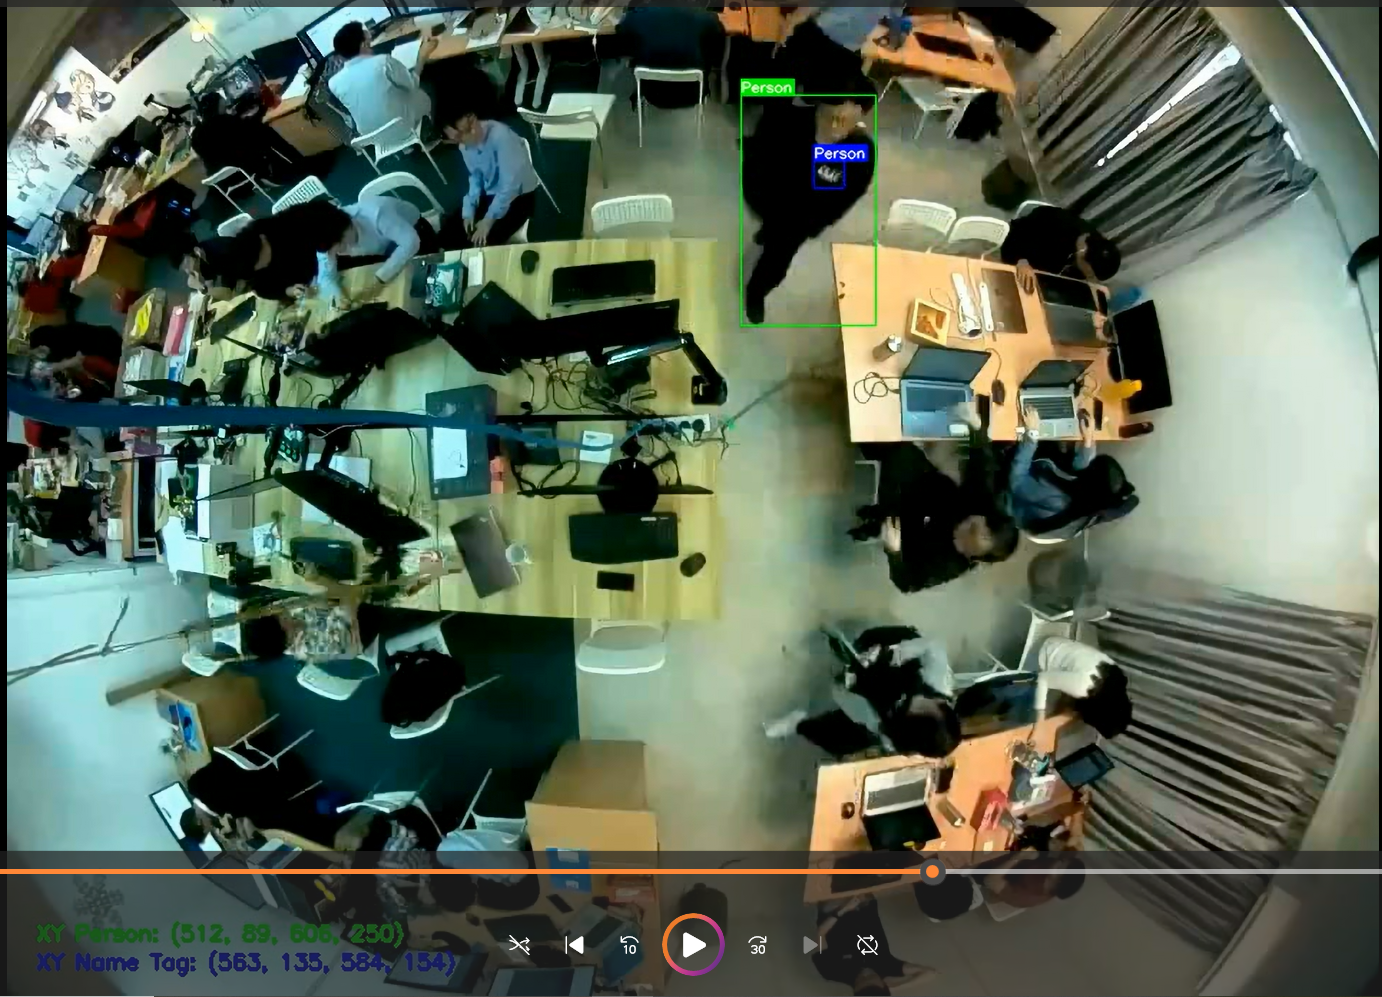 Person
Person
XY Person: (512, 89, 606, 250)
XY Name Tag: (563, 135, 584, 154)
10
30